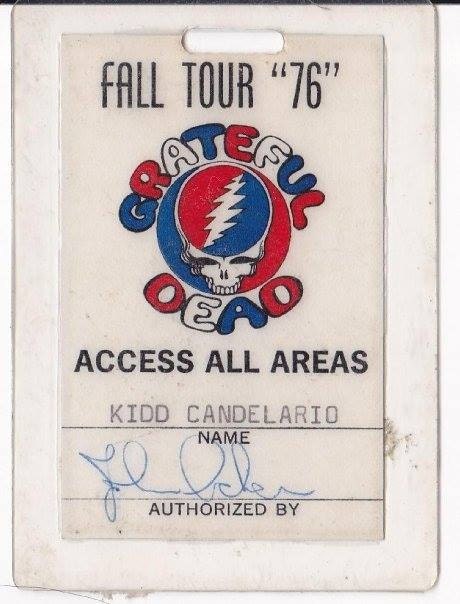 FALL TOUR "76"
GRATEFUL
DEAD
ACCESS ALL AREAS
KIDD CANDELARIO
NAME
AUTHORIZED BY